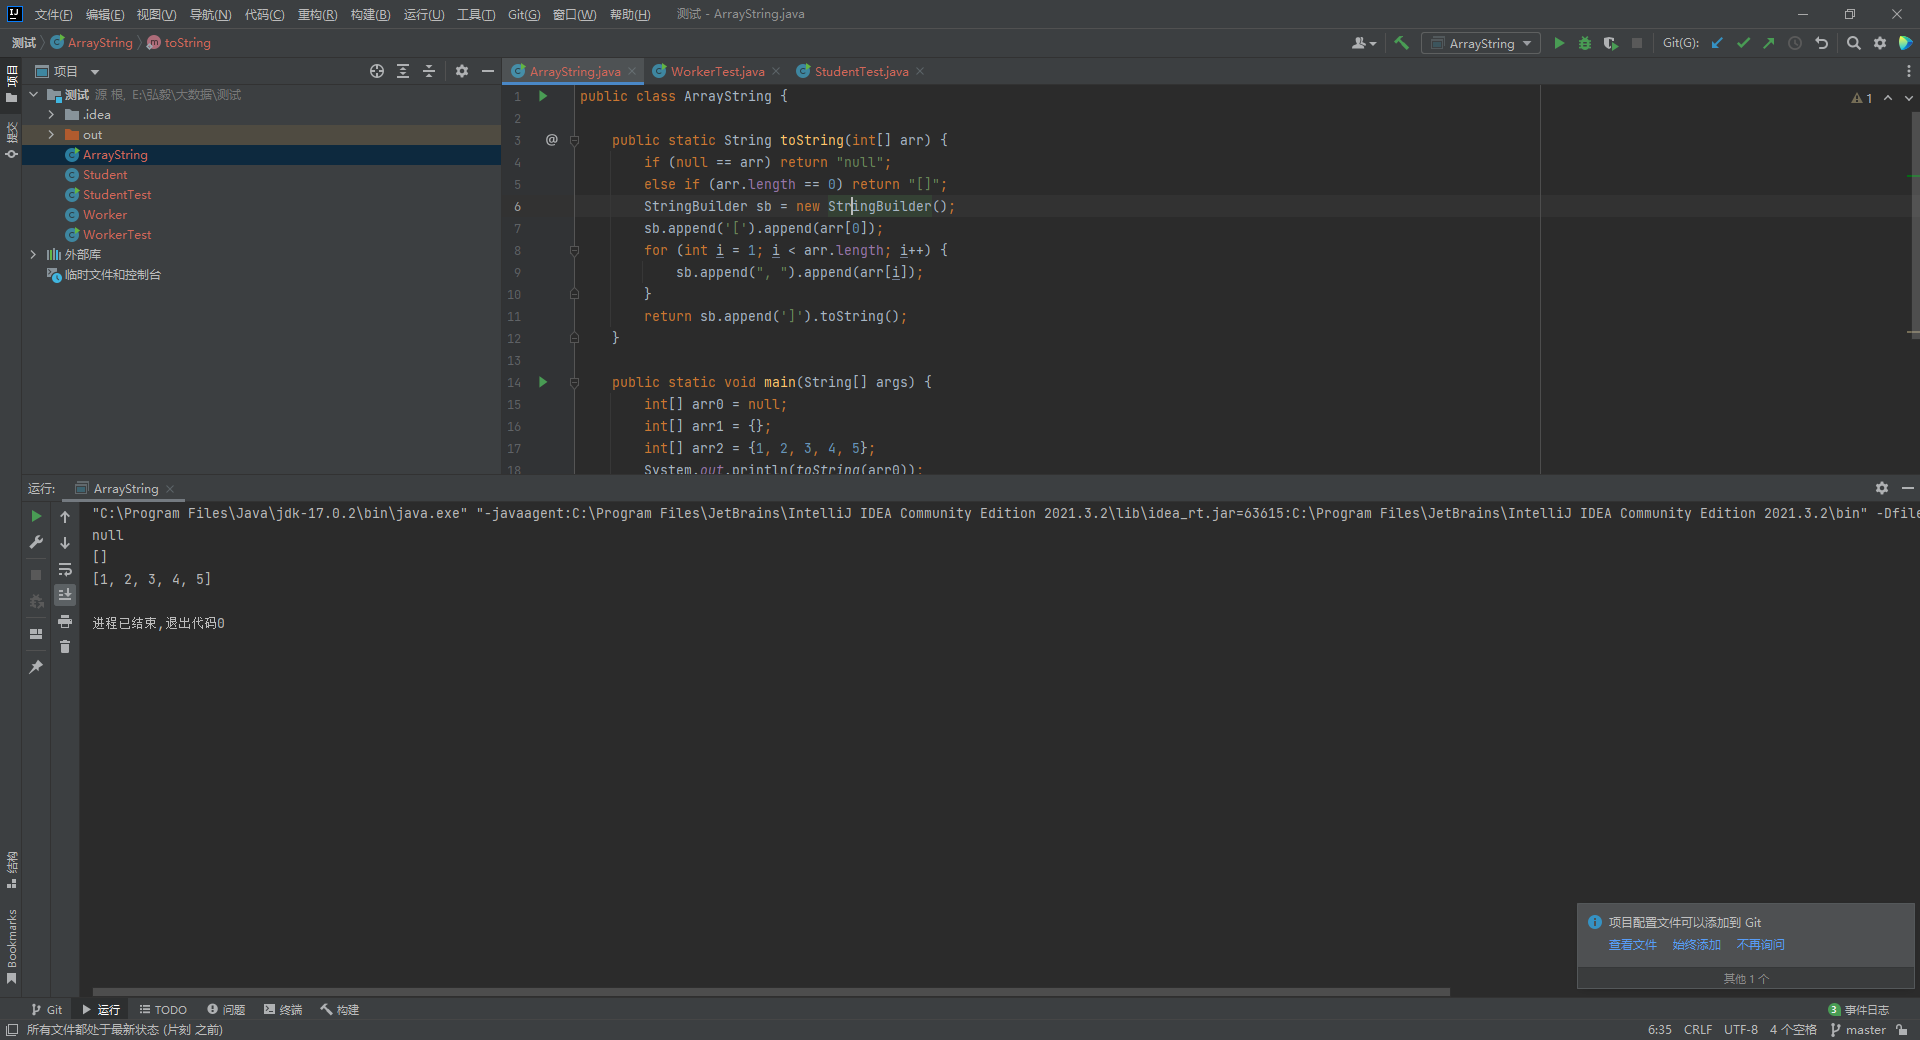 文件(F) 编辑(E) 视图(V) 导航(N) 代码(C) 重构(R) 构建(B) 运行(U) 工具(T) Git(G) 窗口(W) 帮助(H) 测试 - ArrayString.java
测试 ArrayString toString
ArrayString Git(G):
项目
提交
结构
Bookmarks
项目
测试 源 根, E:\弘毅\大数据\测试
.idea
out
ArrayString
Student
StudentTest
Worker
WorkerTest
外部库
临时文件和控制台
ArrayString.java WorkerTest.java StudentTest.java
1
1 public class ArrayString {
2
3 @ public static String toString(int[] arr) {
4 if (null == arr) return "null";
5 else if (arr.length == 0) return "[]";
6 StringBuilder sb = new StringBuilder();
7 sb.append('[').append(arr[0]);
8 for (int i = 1; i < arr.length; i++) {
9 sb.append(", ").append(arr[i]);
10 }
11 return sb.append(']').toString();
12 }
13
14 public static void main(String[] args) {
15 int[] arr0 = null;
16 int[] arr1 = {};
17 int[] arr2 = {1, 2, 3, 4, 5};
18 System.out.println(toString(arr0));
运行: ArrayString
"C:\Program Files\Java\jdk-17.0.2\bin\java.exe" "-javaagent:C:\Program Files\JetBrains\IntelliJ IDEA Community Edition 2021.3.2\lib\idea_rt.jar=63615:C:\Program Files\JetBrains\IntelliJ IDEA Community Edition 2021.3.2\bin" -Dfile
null
[]
[1, 2, 3, 4, 5]
进程已结束,退出代码0
项目配置文件可以添加到 Git
查看文件 始终添加 不再询问
其他 1 个
Git 运行 TODO 问题 终端 构建 3 事件日志
所有文件都处于最新状态 (片刻 之前) 6:35 CRLF UTF-8 4 个空格 master